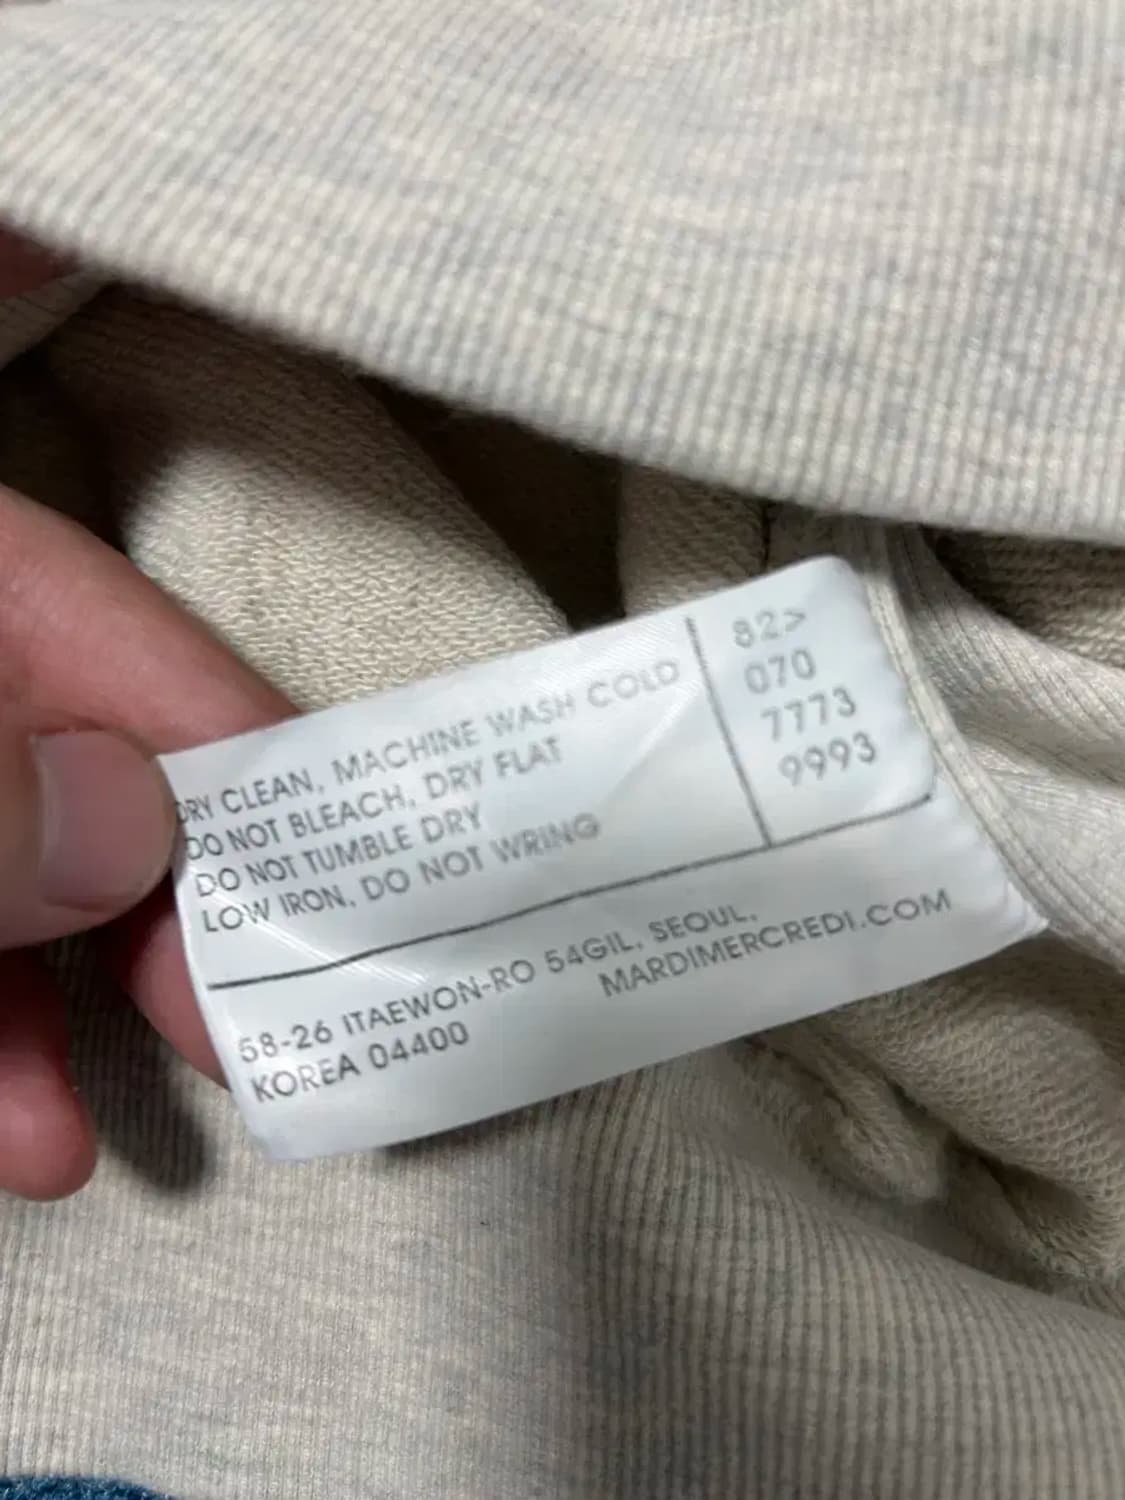 DRY CLEAN, MACHINE WASH COLD
DO NOT BLEACH, DRY FLAT
DO NOT TUMBLE DRY
LOW IRON, DO NOT WRING
82>
070
7773
9993
58-26 ITAEWON-RO 54GIL, SEOUL,
KOREA 04400
MARDIMERCREDI.COM